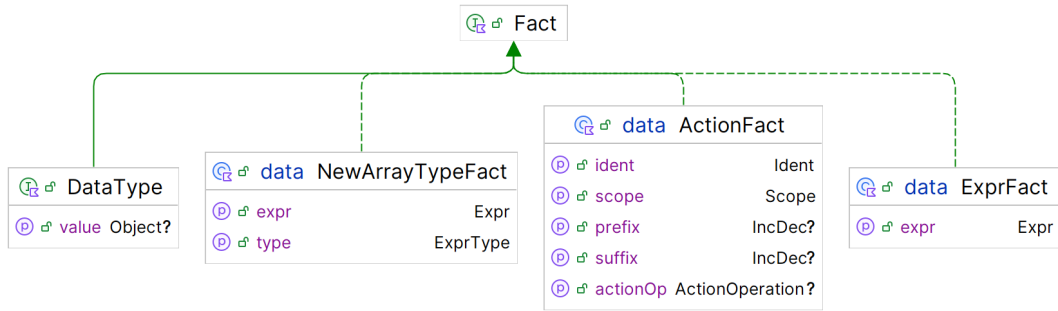 Fact
DataType
value Object?
data NewArrayTypeFact
expr Expr
type ExprType
data ActionFact
ident Ident
scope Scope
prefix IncDec?
suffix IncDec?
actionOp ActionOperation?
data ExprFact
expr Expr